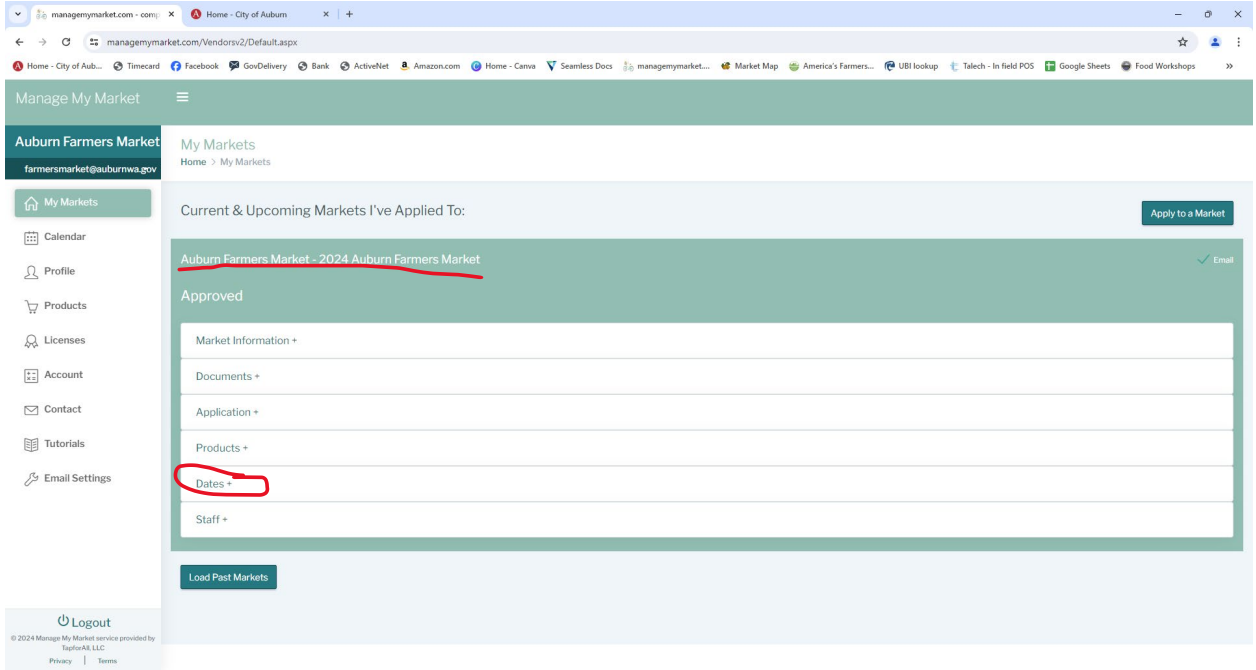 managemymarket.com - comp
Home - City of Auburn
managemymarket.com/Vendorsv2/Default.aspx
Home - City of Aub... Timecard Facebook GovDelivery Bank ActiveNet Amazon.com Home - Canva Seamless Docs managemymarket.... Market Map America's Farmers... UBI lookup Talech - In field POS Google Sheets Food Workshops »
Manage My Market
Auburn Farmers Market
farmersmarket@auburnwa.gov
My Markets
Calendar
Profile
Products
Licenses
Account
Contact
Tutorials
Email Settings
Logout
© 2024 Manage My Market service provided by
TapforAll, LLC
Privacy | Terms
My Markets
Home > My Markets
Current & Upcoming Markets I've Applied To:
Apply to a Market
Auburn Farmers Market - 2024 Auburn Farmers Market
Email
Approved
Market Information +
Documents +
Application +
Products +
Dates +
Staff +
Load Past Markets